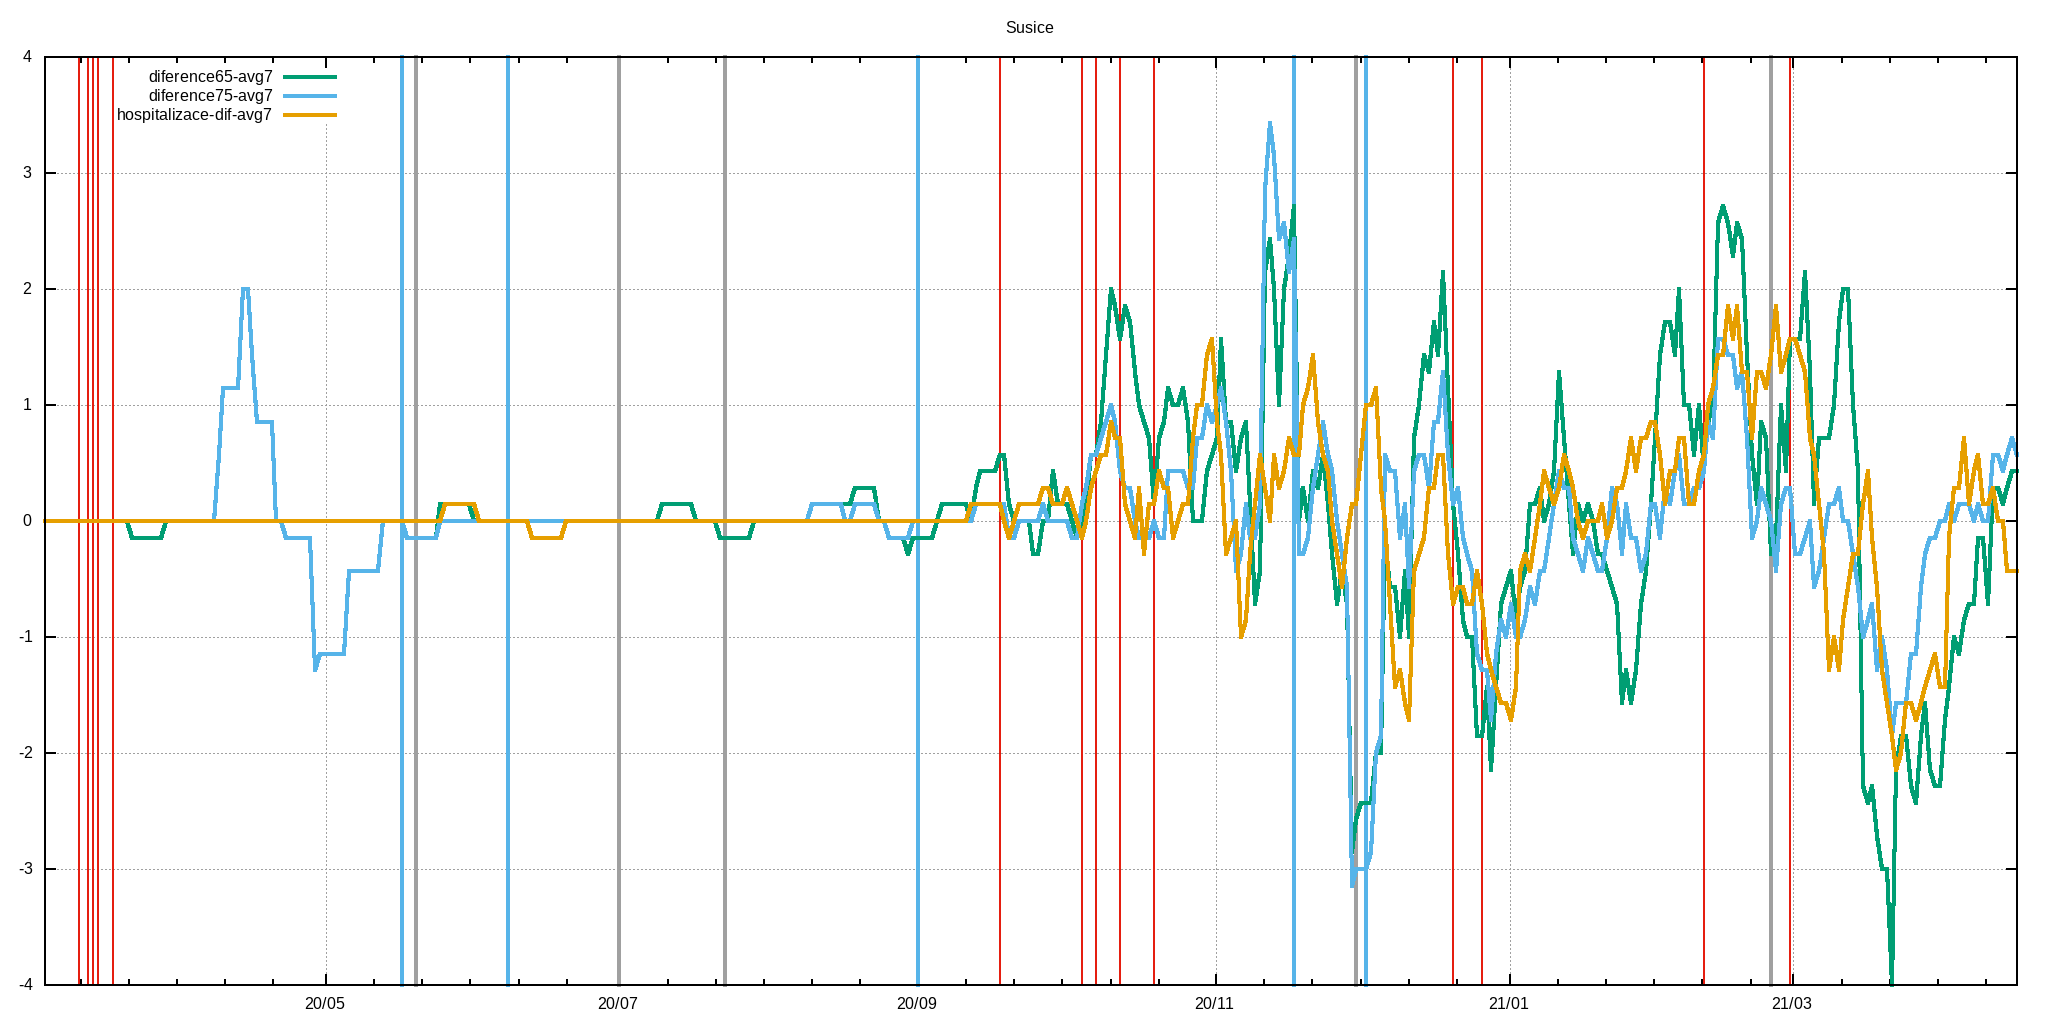 Susice
diference65-avg7
diference75-avg7
hospitalizace-dif-avg7
4
3
2
1
0
-1
-2
-3
-4
20/05 20/07 20/09 20/11 21/01 21/03